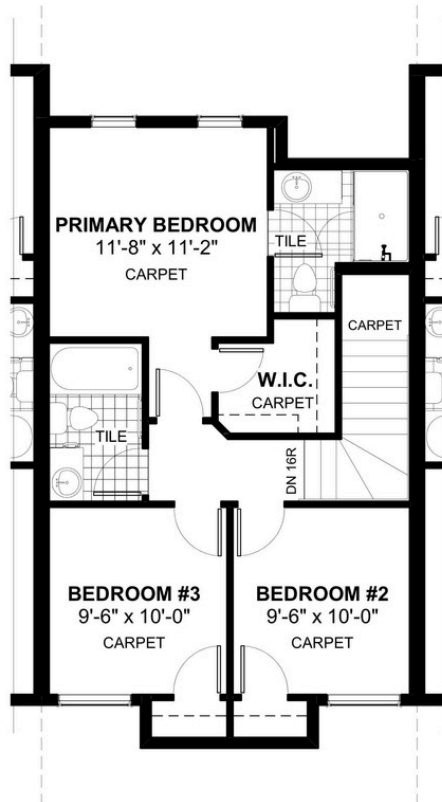 PRIMARY BEDROOM
11'-8" x 11'-2"
CARPET
TILE
CARPET
W.I.C.
CARPET
TILE
DN 16R
BEDROOM #3
9'-6" x 10'-0"
CARPET
BEDROOM #2
9'-6" x 10'-0"
CARPET